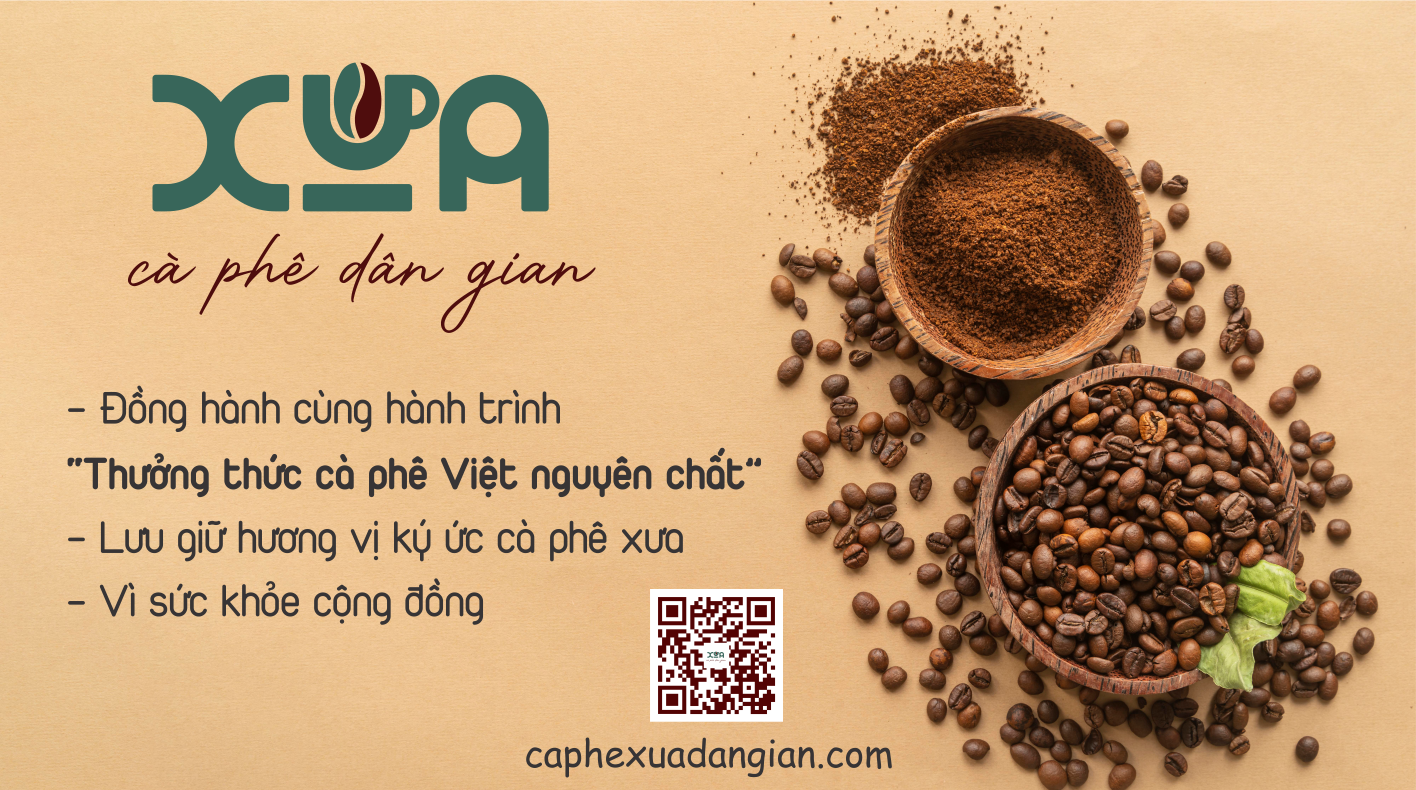 XƯA
cà phê dân gian
- Đồng hành cùng hành trình
"Thưởng thức cà phê Việt nguyên chất"
- Lưu giữ hương vị ký ức cà phê xưa
- Vì sức khỏe cộng đồng
XƯA
caphexuadangian.com